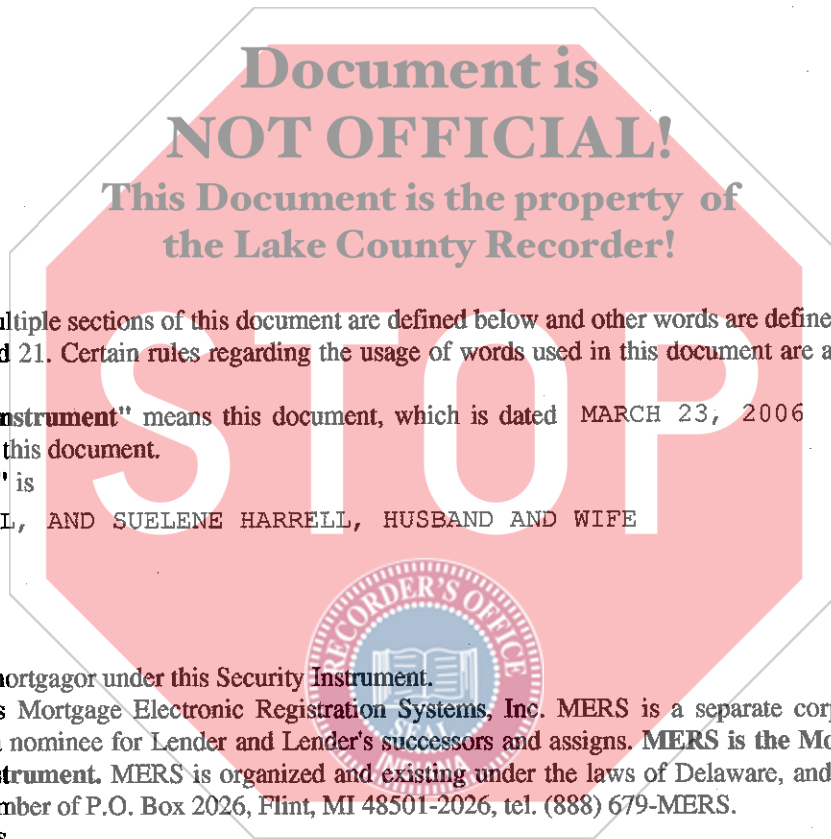 Document is
NOT OFFICIAL!
This Document is the property of
the Lake County Recorder!
ultiple sections of this document are defined below and other words are define
d 21. Certain rules regarding the usage of words used in this document are a
nstrument" means this document, which is dated MARCH 23, 2006
this document.
" is
L, AND SUELENE HARRELL, HUSBAND AND WIFE
STOP
RECORDER'S OFFICE
SEAL
INDIANA
nortgagor under this Security Instrument.
s Mortgage Electronic Registration Systems, Inc. MERS is a separate corp
nominee for Lender and Lender's successors and assigns. MERS is the Mo
trument. MERS is organized and existing under the laws of Delaware, and
mber of P.O. Box 2026, Flint, MI 48501-2026, tel. (888) 679-MERS.